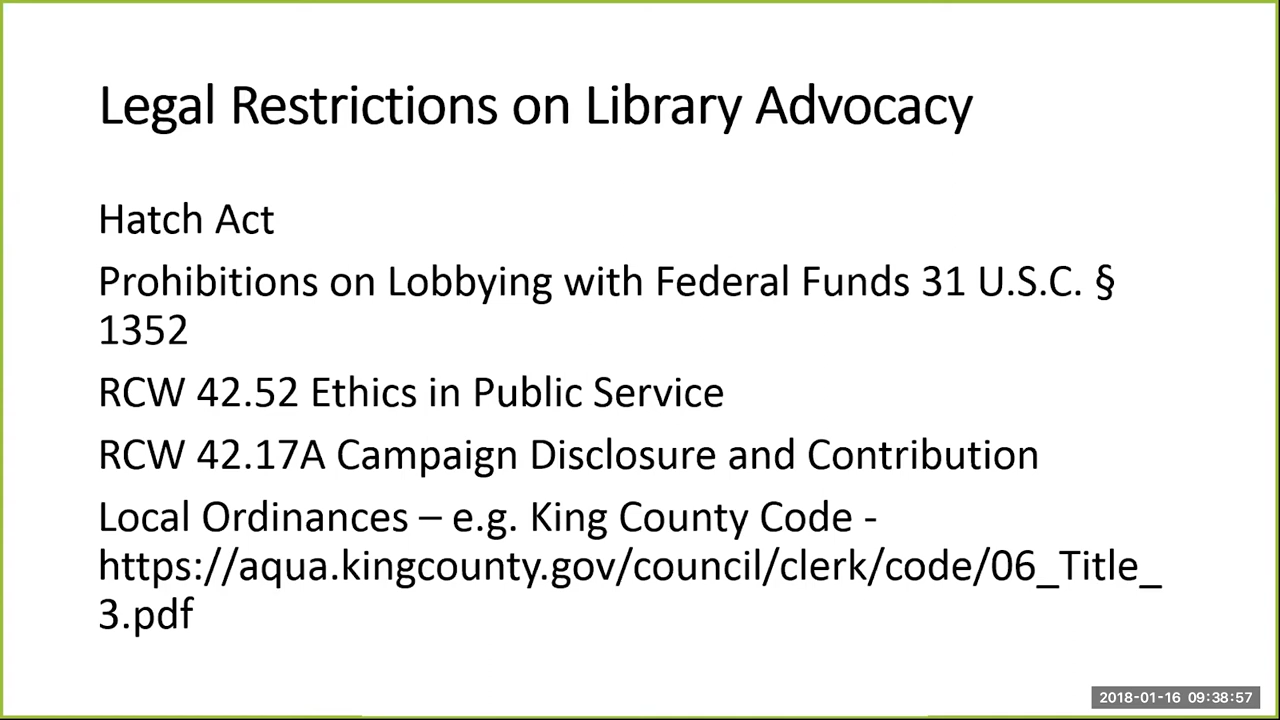 Legal Restrictions on Library Advocacy
Hatch Act
Prohibitions on Lobbying with Federal Funds 31 U.S.C. §
1352
RCW 42.52 Ethics in Public Service
RCW 42.17A Campaign Disclosure and Contribution
Local Ordinances – e.g. King County Code -
https://aqua.kingcounty.gov/council/clerk/code/06_Title_
3.pdf
2018-01-16 09:38:57